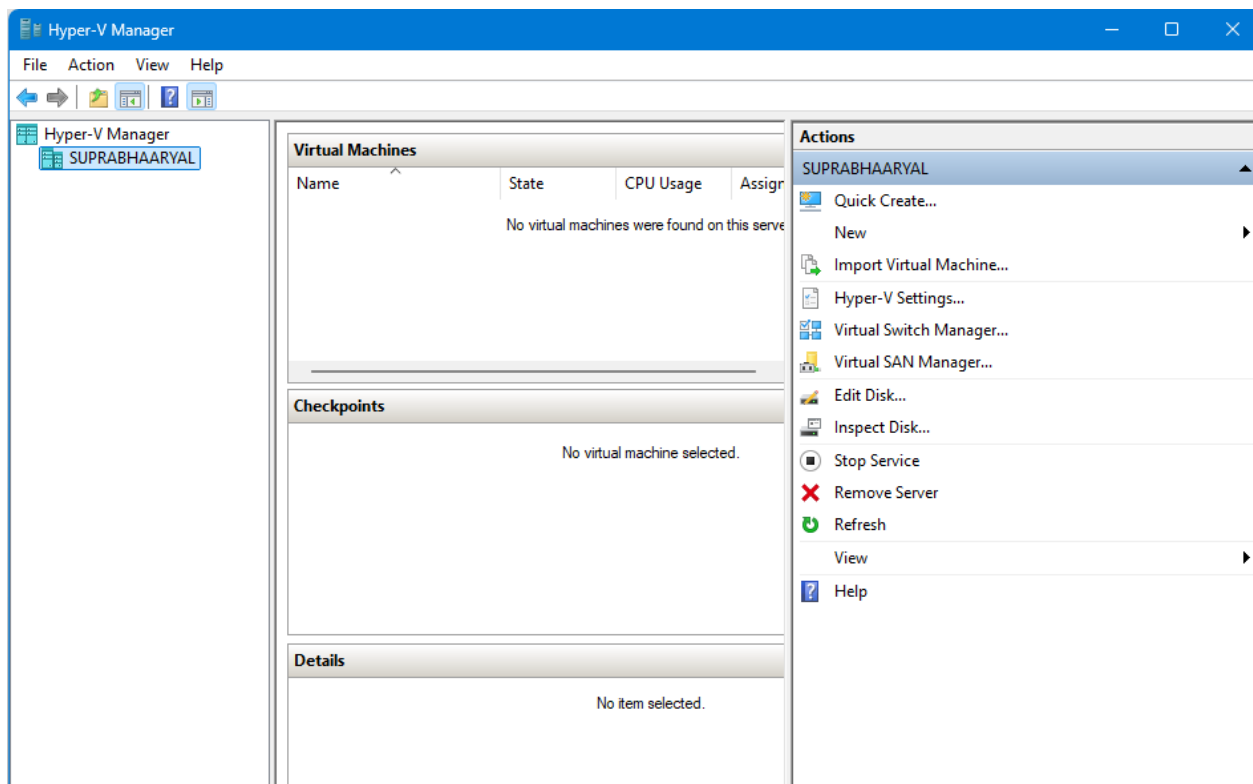 Hyper-V Manager
File Action View Help
Hyper-V Manager
SUPRABHAARYAL
Virtual Machines
Name State CPU Usage Assign
No virtual machines were found on this serve
Checkpoints
No virtual machine selected.
Details
No item selected.
Actions
SUPRABHAARYAL
Quick Create...
New
Import Virtual Machine...
Hyper-V Settings...
Virtual Switch Manager...
Virtual SAN Manager...
Edit Disk...
Inspect Disk...
Stop Service
Remove Server
Refresh
View
Help